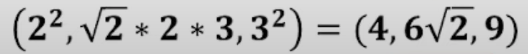 (2², √2 * 2 * 3, 3²) = (4, 6√2, 9)